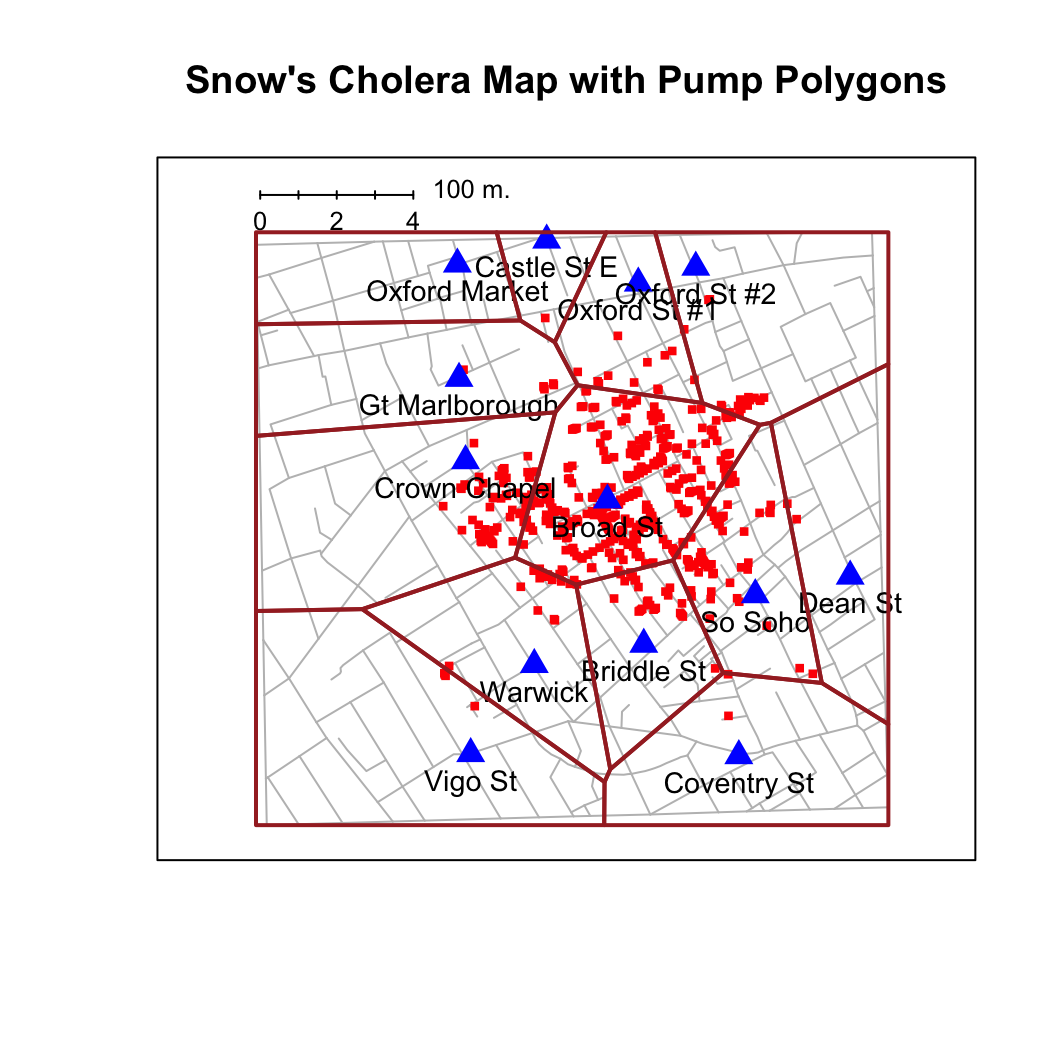 Snow's Cholera Map with Pump Polygons
100 m.
0 2 4
Castle St E
Oxford Market
Oxford St #2
Oxford St #1
Gt Marlborough
Crown Chapel
Broad St
Dean St
So Soho
Briddle St
Warwick
Vigo St
Coventry St